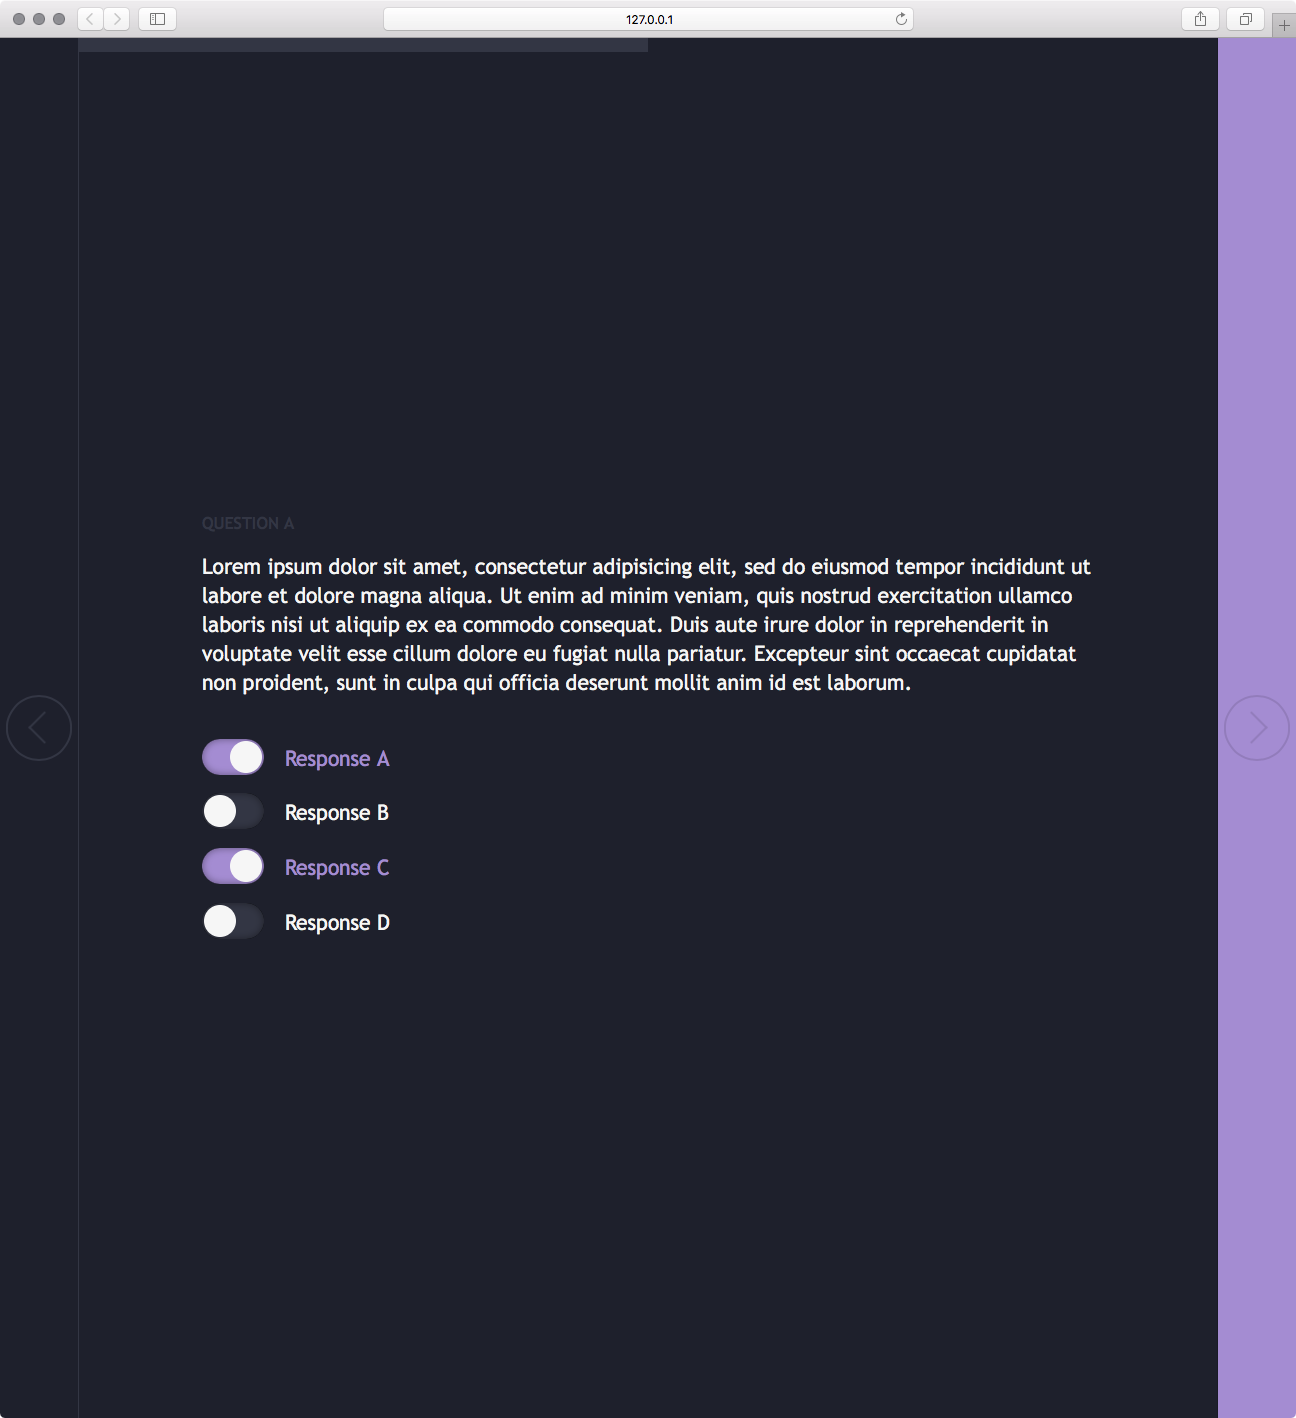 127.0.0.1
QUESTION A
Lorem ipsum dolor sit amet, consectetur adipisicing elit, sed do eiusmod tempor incididunt ut
labore et dolore magna aliqua. Ut enim ad minim veniam, quis nostrud exercitation ullamco
laboris nisi ut aliquip ex ea commodo consequat. Duis aute irure dolor in reprehenderit in
voluptate velit esse cillum dolore eu fugiat nulla pariatur. Excepteur sint occaecat cupidatat
non proident, sunt in culpa qui officia deserunt mollit anim id est laborum.
Response A
Response B
Response C
Response D